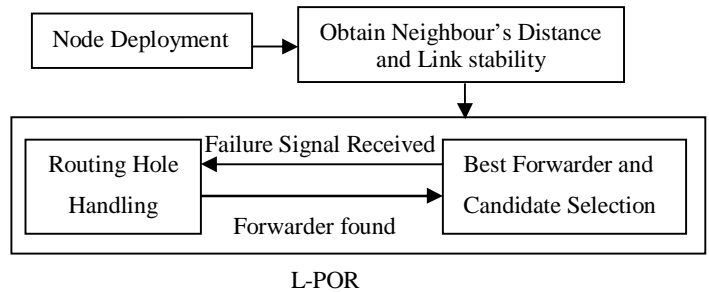 Node Deployment
Obtain Neighbour's Distance
and Link stability
Failure Signal Received
Routing Hole
Handling
Best Forwarder and
Candidate Selection
Forwarder found
L-POR